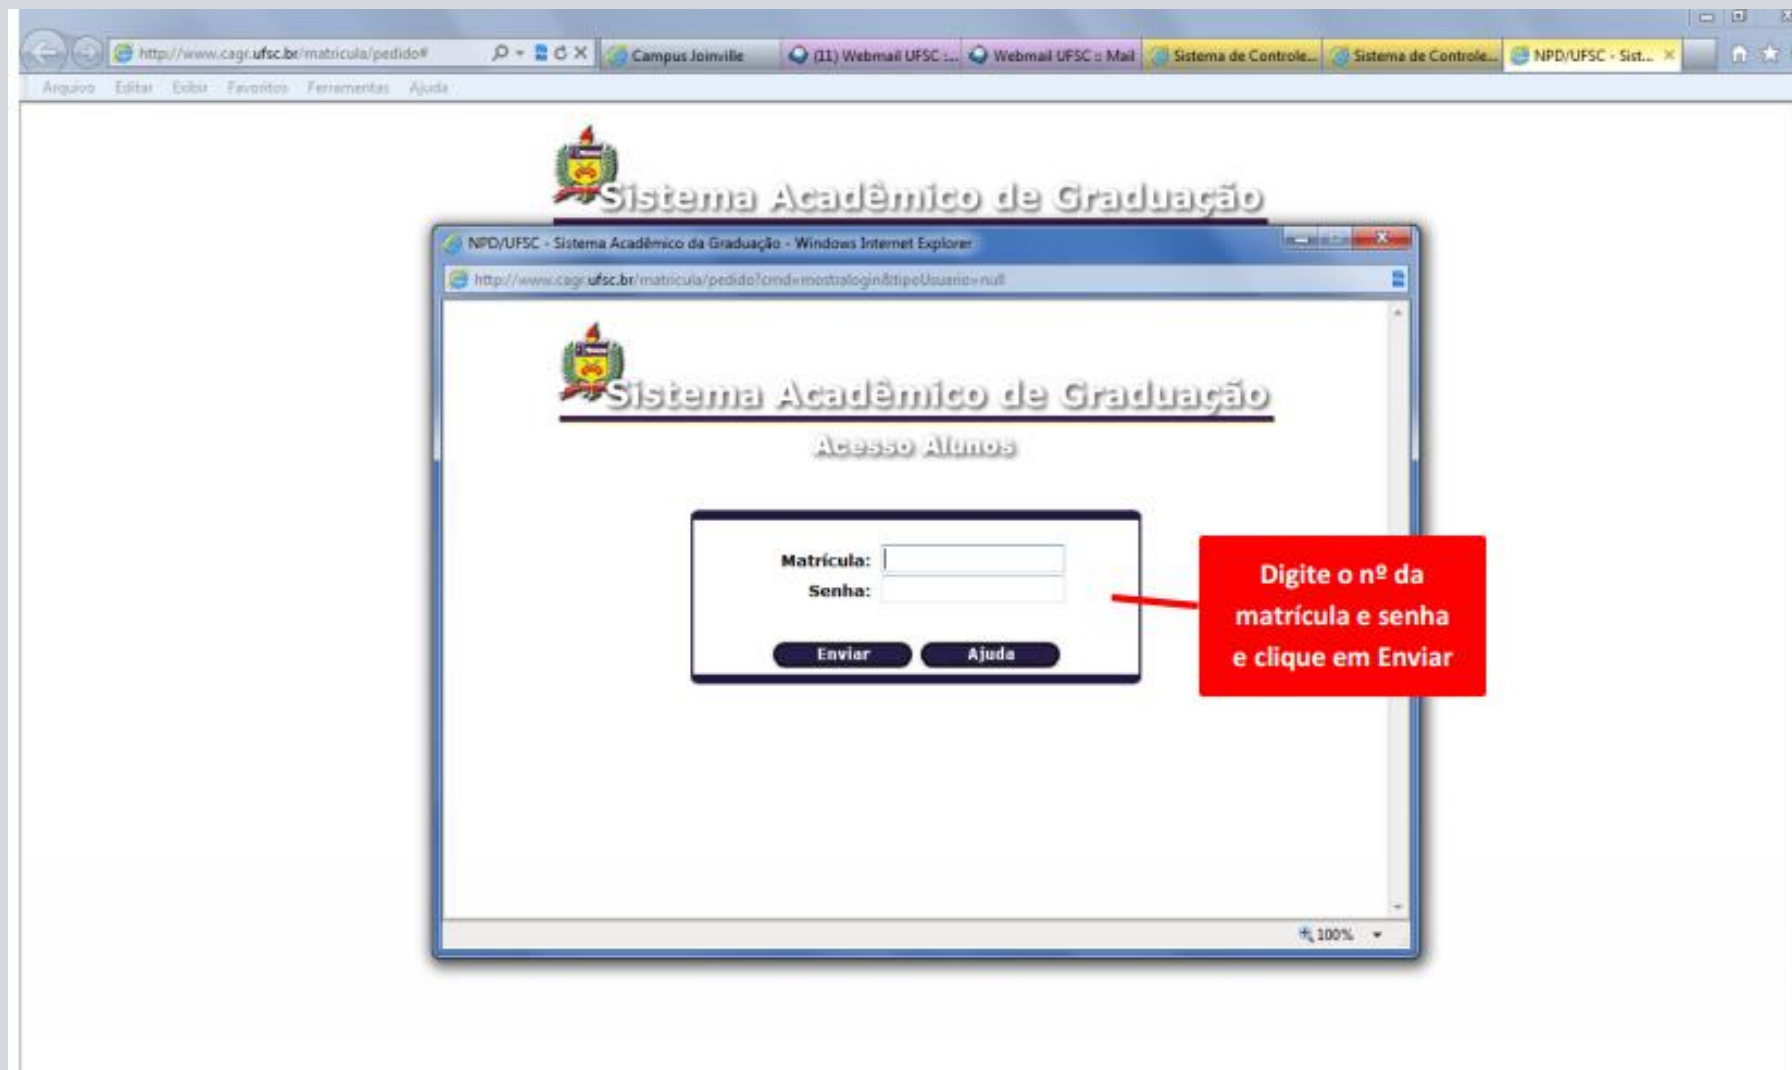 http://www.cagr.ufsc.br/matricula/pedido#
Campus Joinville
(11) Webmail UFSC :...
Webmail UFSC :: Mail
Sistema de Controle...
Sistema de Controle...
NPD/UFSC - Sist...
Arquivo Editar Exibir Favoritos Ferramentas Ajuda
Sistema Acadêmico de Graduação
NPD/UFSC - Sistema Acadêmico da Graduação - Windows Internet Explorer
http://www.cagr.ufsc.br/matricula/pedido?cmd=mostralogin&tipoUsuario=null
Sistema Acadêmico de Graduação
Acesso Alunos
Matrícula:
Senha:
Enviar Ajuda
Digite o nº da
matrícula e senha
e clique em Enviar
100%